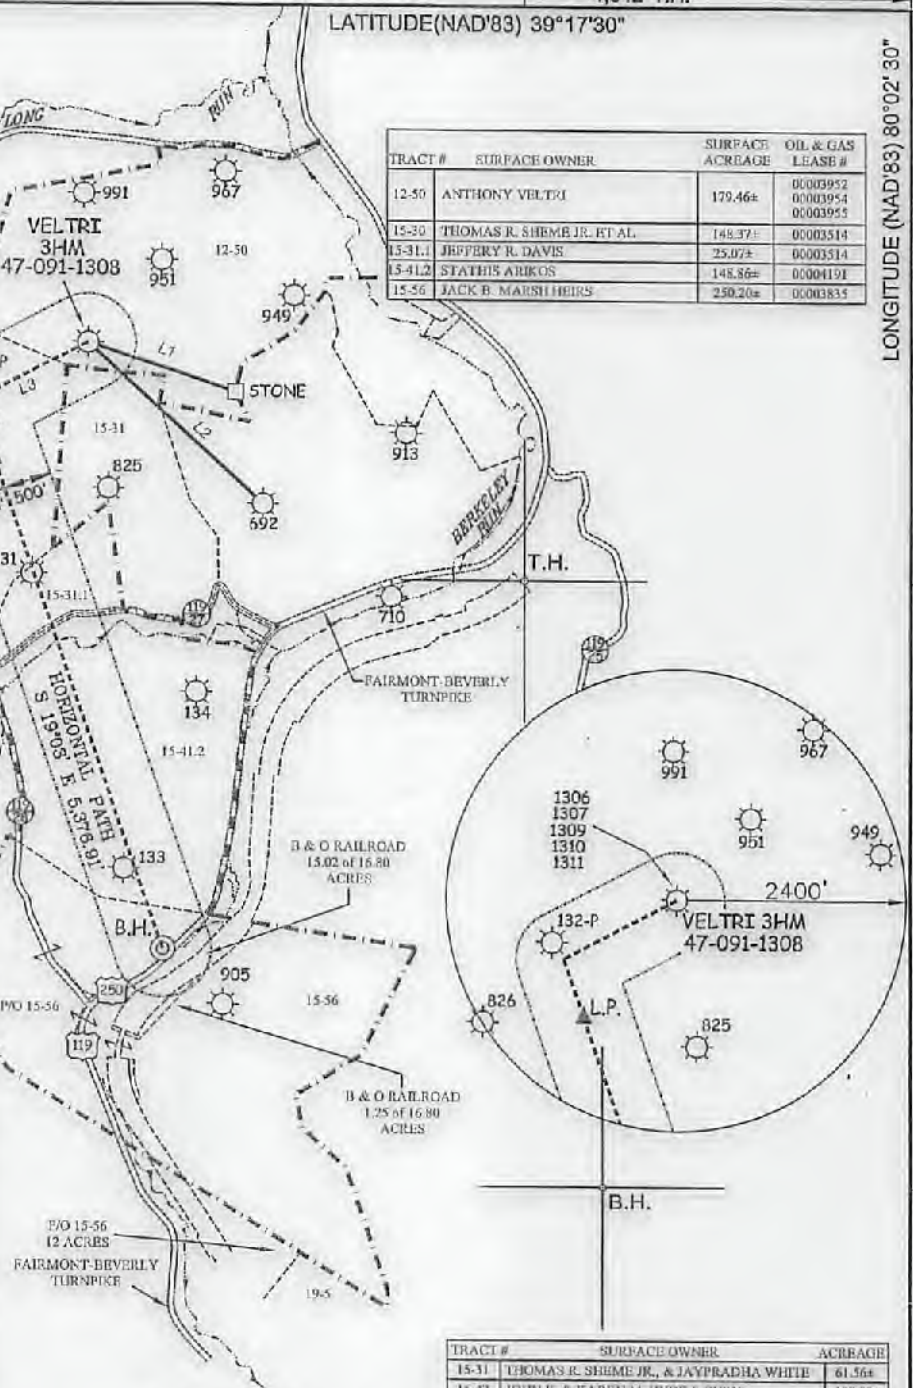 LATITUDE(NAD'83) 39°17'30"
LONGITUDE (NAD'83) 80°02' 30"
LONG
RUN
TRACT # SURFACE OWNER SURFACE ACREAGE OIL & GAS LEASE #
12-50 ANTHONY VELTRI 179.46± 00003952
00003954
00003955
15-30 THOMAS R. SHEME JR. ET AL 148.37± 00003514
15-31.1 JEFFERY R. DAVIS 25.07± 00003514
15-41.2 STATHIS ARIKOS 148.86± 00004191
15-56 JACK B. MARSH HEIRS 250.20± 00003835
991
967
VELTRI
3HM
47-091-1308
951
12-50
949
L1
L3
STONE
L2
15-31
913
825
500'
692
BERKELEY
RUN
31
T.H.
15-31.1
119
27
710
119
FAIRMONT-BEVERLY
TURNPIKE
134
15-41.2
HORIZONTAL PATH
S 19°03' E 5,376.91
133
B & O RAILROAD
15.02 of 16.80
ACRES
B.H.
905
250
15-56
P/O 15-56
119
B & O RAILROAD
1.25 of 16.80
ACRES
991
967
1306
1307
1309
1310
1311
951
949
2400'
132-P
VELTRI 3HM
47-091-1308
826
L.P.
825
B.H.
P/O 15-56
12 ACRES
FAIRMONT-BEVERLY
TURNPIKE
19-5
TRACT # SURFACE OWNER ACREAGE
15-31 THOMAS R. SHEME JR., & JAYPRADHA WHITE 61.56±